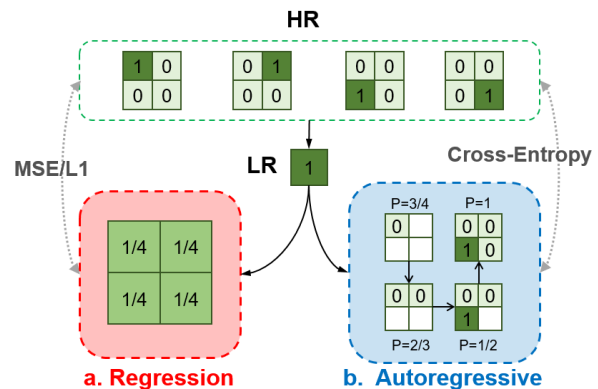 HR
1 0 0 1 0 0 0 0
0 0 0 0 1 0 0 1
MSE/L1
Cross-Entropy
LR
1
1/4 1/4
1/4 1/4
P=3/4 P=1
0 0 0
1 0
0 0 0 0
1
P=2/3 P=1/2
a. Regression
b. Autoregressive